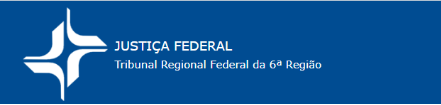 JUSTIÇA FEDERAL
Tribunal Regional Federal da 6ª Região